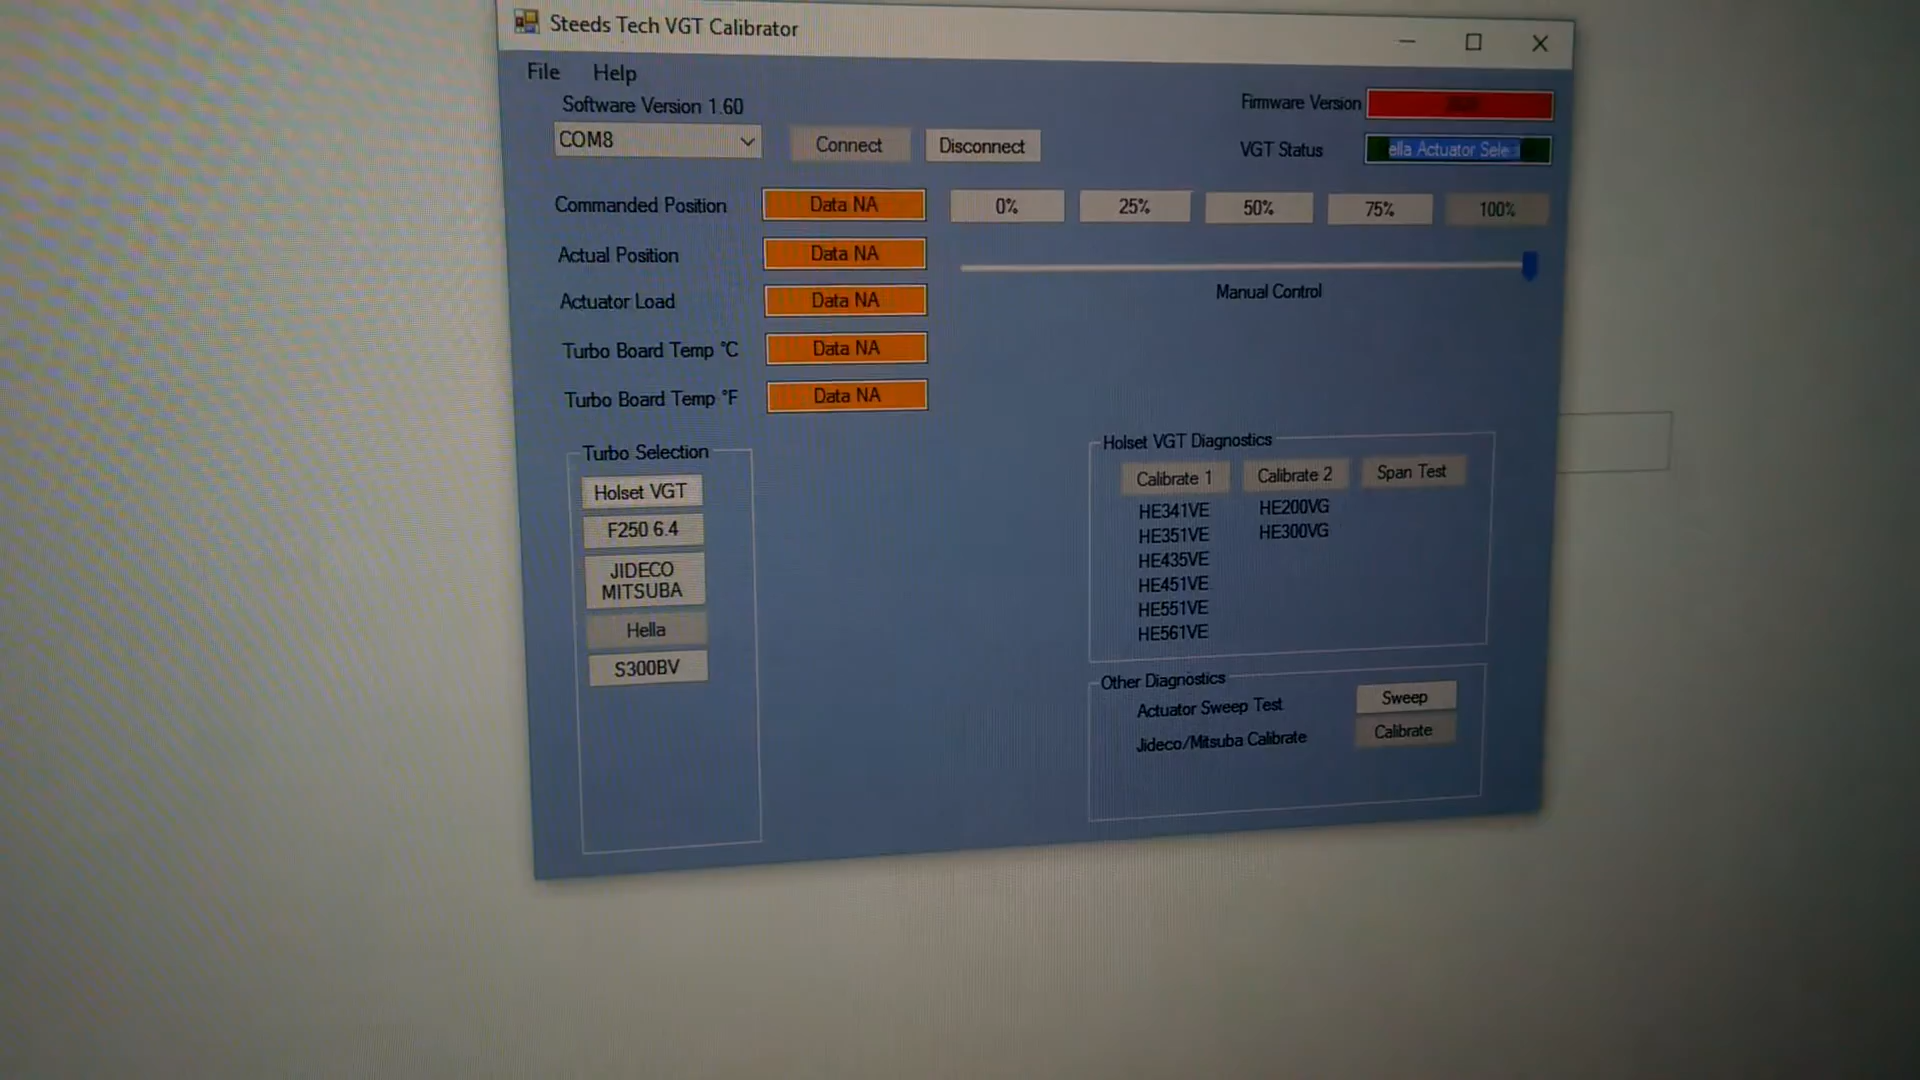 Steeds Tech VGT Calibrator
File Help
Software Version 1.60
Firmware Version
COM8 Connect Disconnect
VGT Status ella Actuator Sele
Commanded Position Data NA 0% 25% 50% 75% 100%
Actual Position Data NA
Manual Control
Actuator Load Data NA
Turbo Board Temp °C Data NA
Turbo Board Temp °F Data NA
Turbo Selection
Holset VGT
F250 6.4
JIDECO
MITSUBA
Hella
S300BV
Holset VGT Diagnostics
Calibrate 1 Calibrate 2 Span Test
HE341VE HE200VG
HE351VE HE300VG
HE435VE
HE451VE
HE551VE
HE561VE
Other Diagnostics
Actuator Sweep Test Sweep
Jideco/Mitsuba Calibrate Calibrate